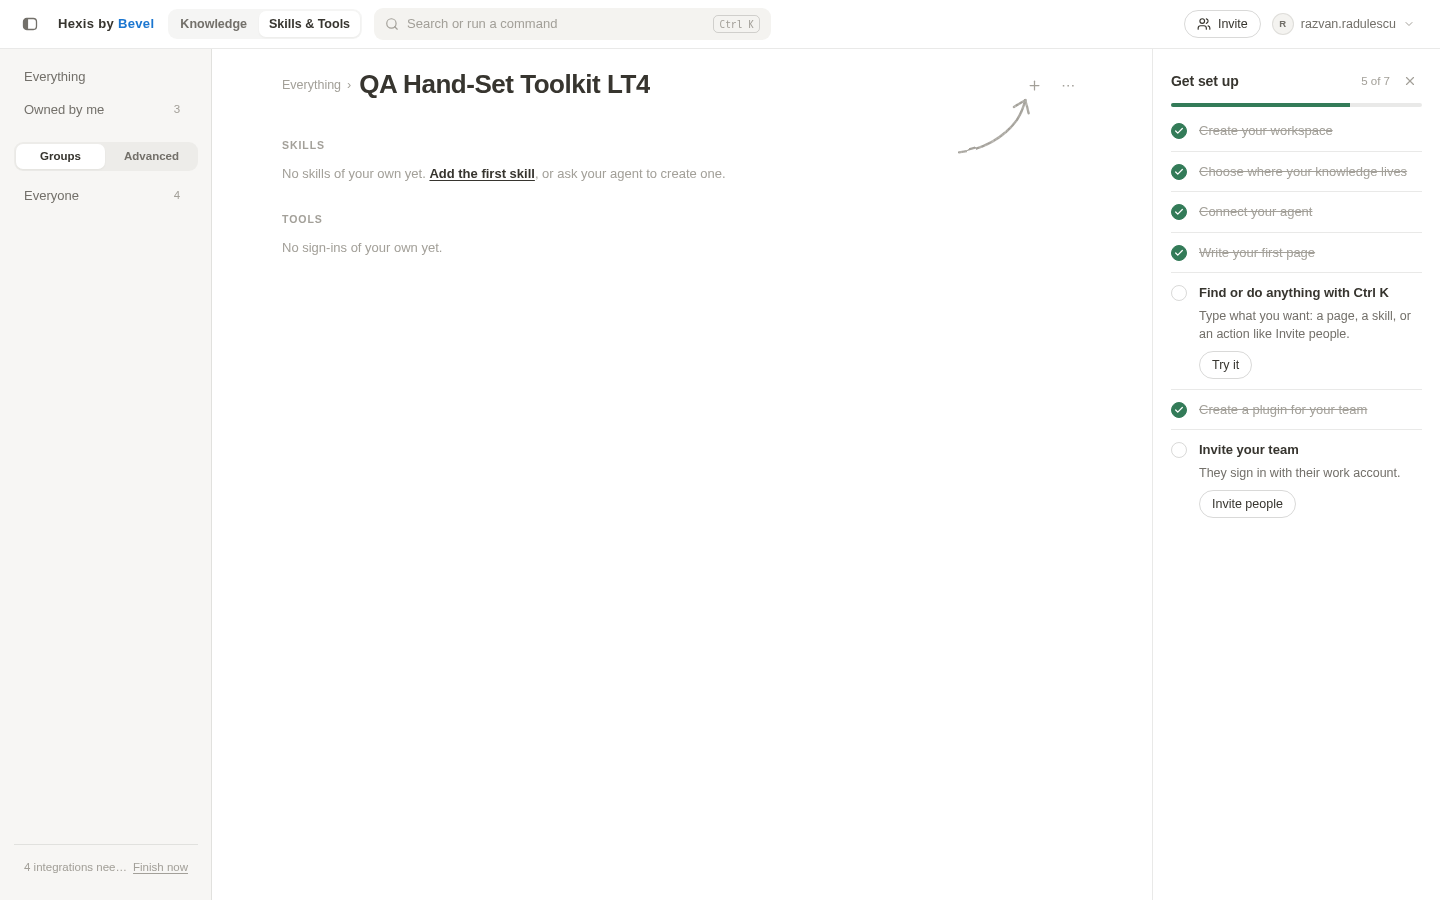 Hexis by Bevel
Knowledge
Skills & Tools
Search or run a command
Ctrl K
Invite
R
razvan.radulescu
Everything
Owned by me 3
Groups
Advanced
Everyone 4
4 integrations nee… Finish now
Everything › QA Hand-Set Toolkit LT4
SKILLS
No skills of your own yet. Add the first skill, or ask your agent to create one.
TOOLS
No sign-ins of your own yet.
Get set up 5 of 7
Create your workspace
Choose where your knowledge lives
Connect your agent
Write your first page
Find or do anything with Ctrl K
Type what you want: a page, a skill, or
an action like Invite people.
Try it
Create a plugin for your team
Invite your team
They sign in with their work account.
Invite people